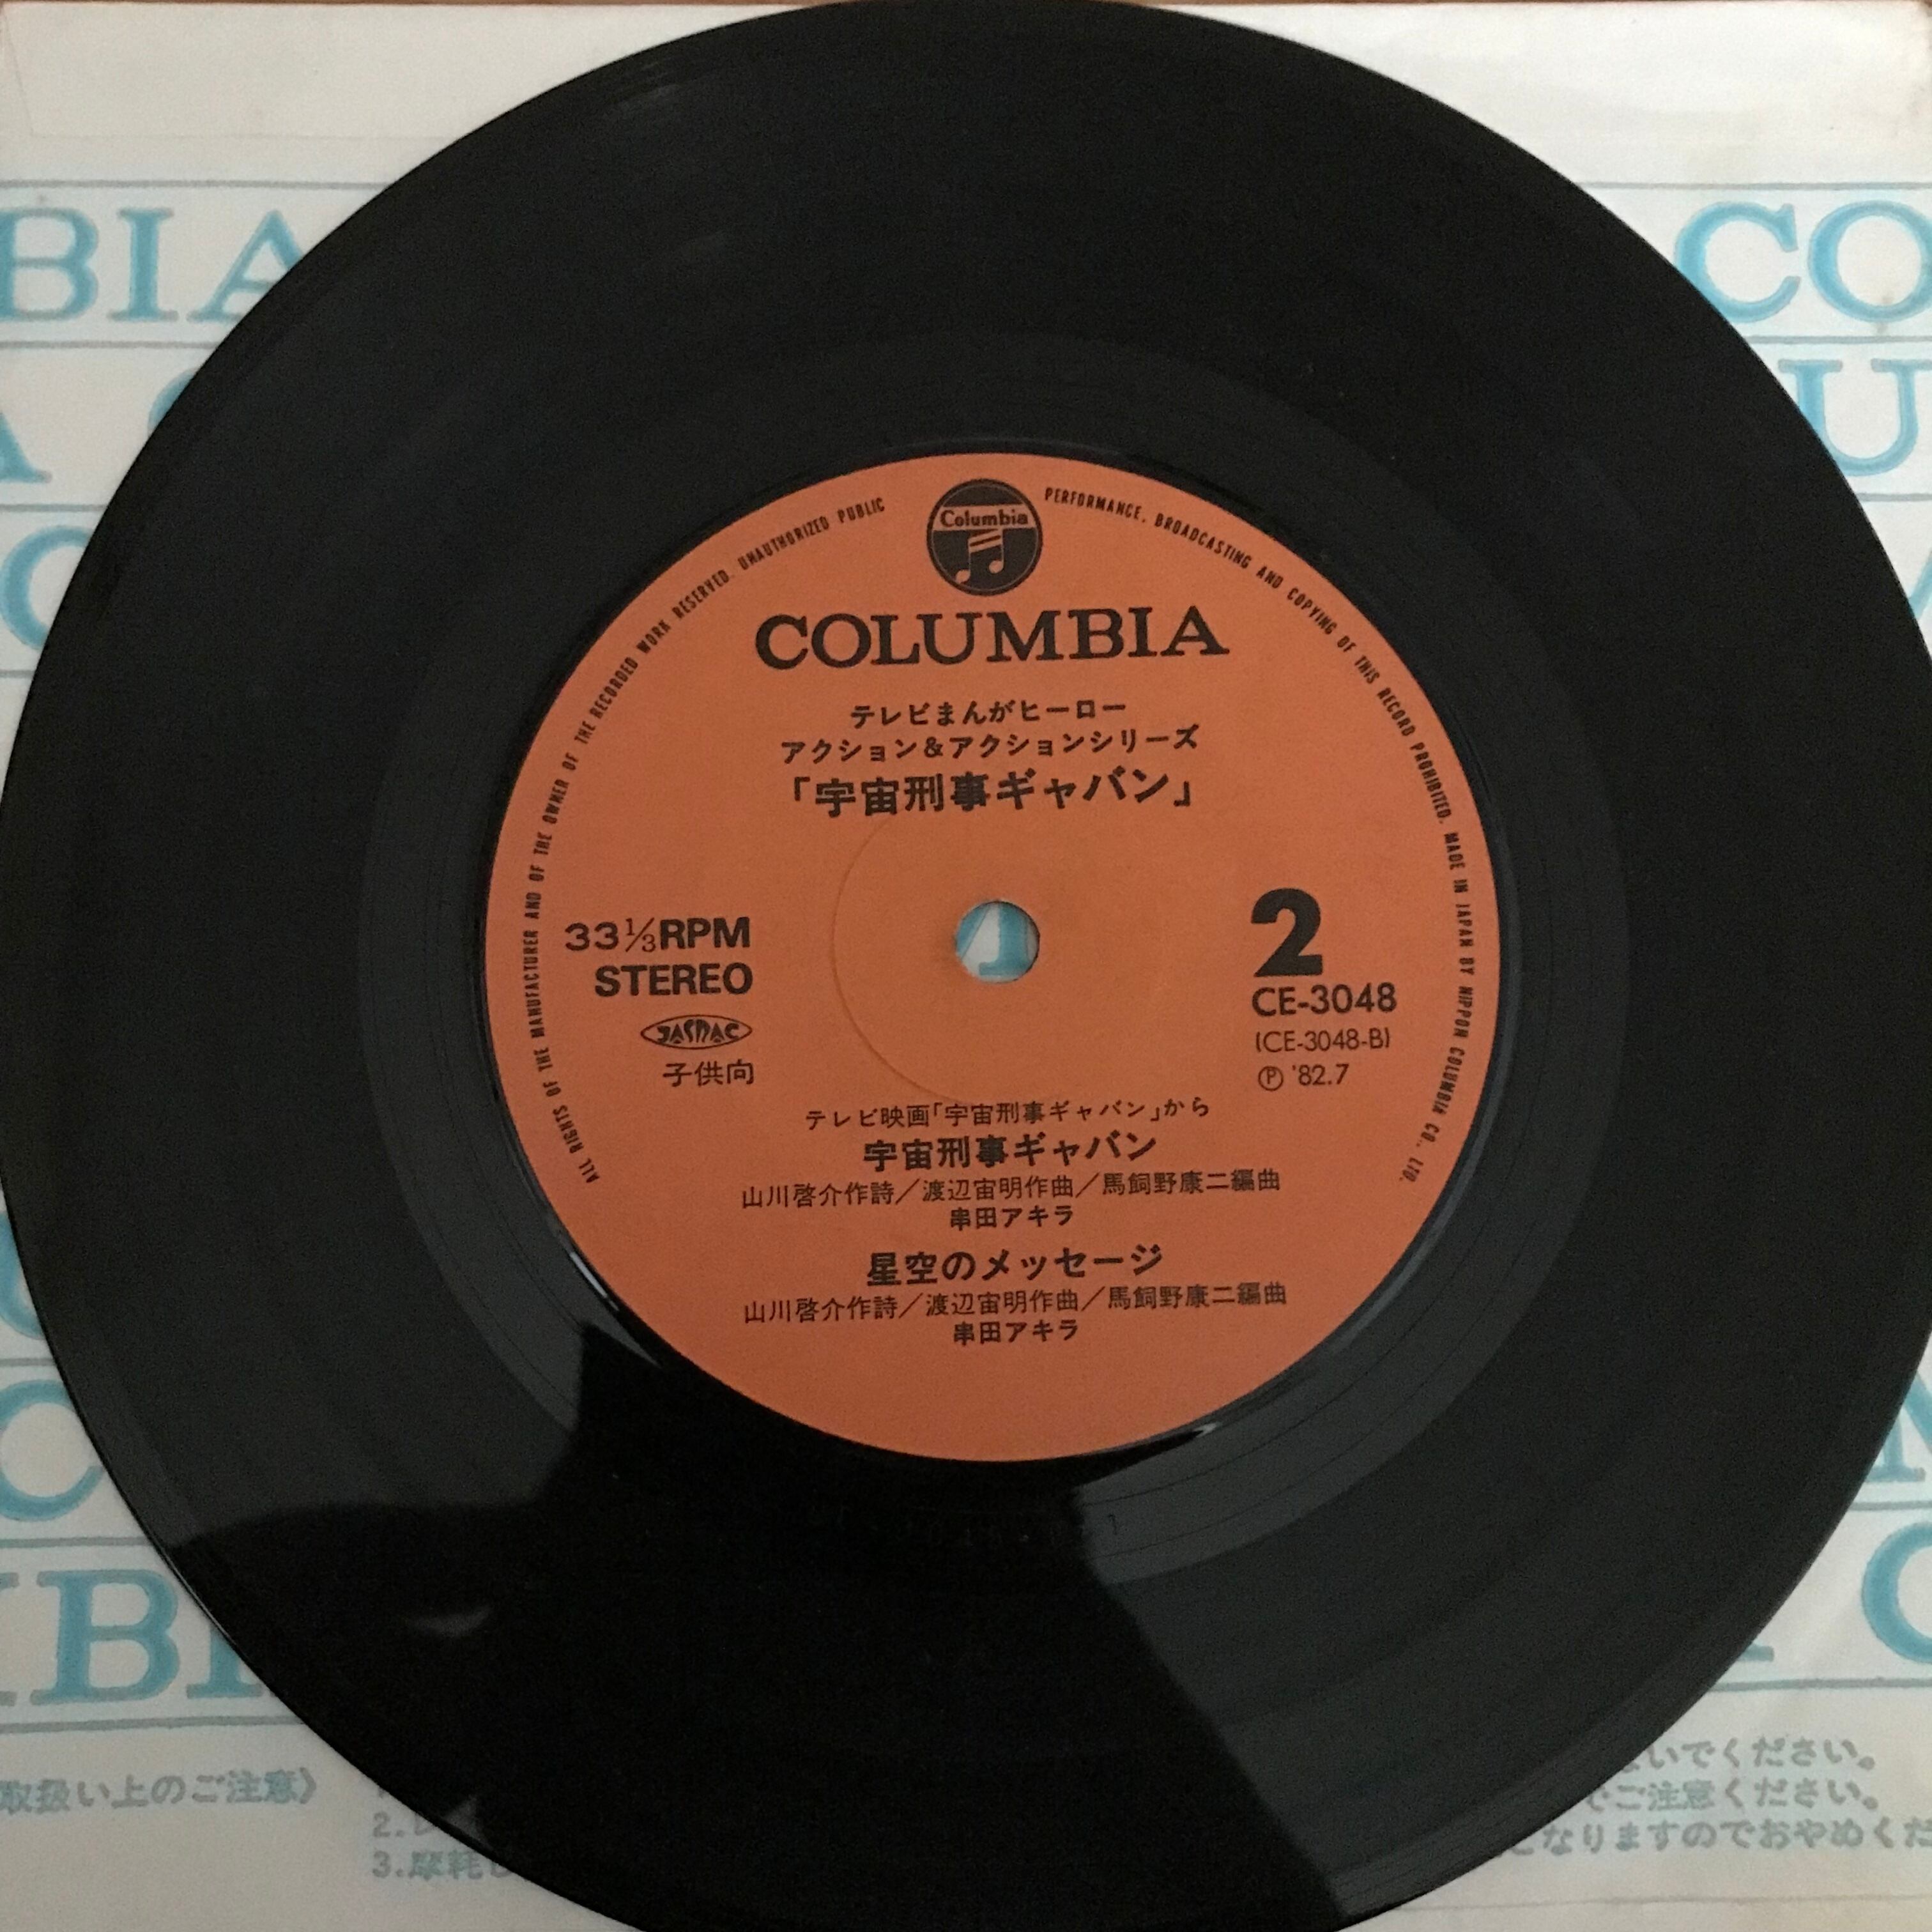 BIA
CO
U
Columbia
COLUMBIA
テレビまんがヒーロー
アクション&アクションシリーズ
「宇宙刑事ギャバン」
33⅓RPM
STEREO
JASRAC
子供向
2
CE-3048
(CE-3048-B)
Ⓟ '82.7
テレビ映画「宇宙刑事ギャバン」から
宇宙刑事ギャバン
山川啓介作詩/渡辺宙明作曲/馬飼野康二編曲
串田アキラ
星空のメッセージ
山川啓介作詩/渡辺宙明作曲/馬飼野康二編曲
串田アキラ
ALL RIGHTS OF THE MANUFACTURER AND OF THE OWNER OF THE RECORDED WORK RESERVED. UNAUTHORIZED PUBLIC PERFORMANCE, BROADCASTING AND COPYING OF THIS RECORD PROHIBITED. MADE IN JAPAN BY NIPPON COLUMBIA CO., LTD.
取扱い上のご注意〉
いでください。
でご注意ください。
2.
となりますのでおやめくだ
3.摩耗し